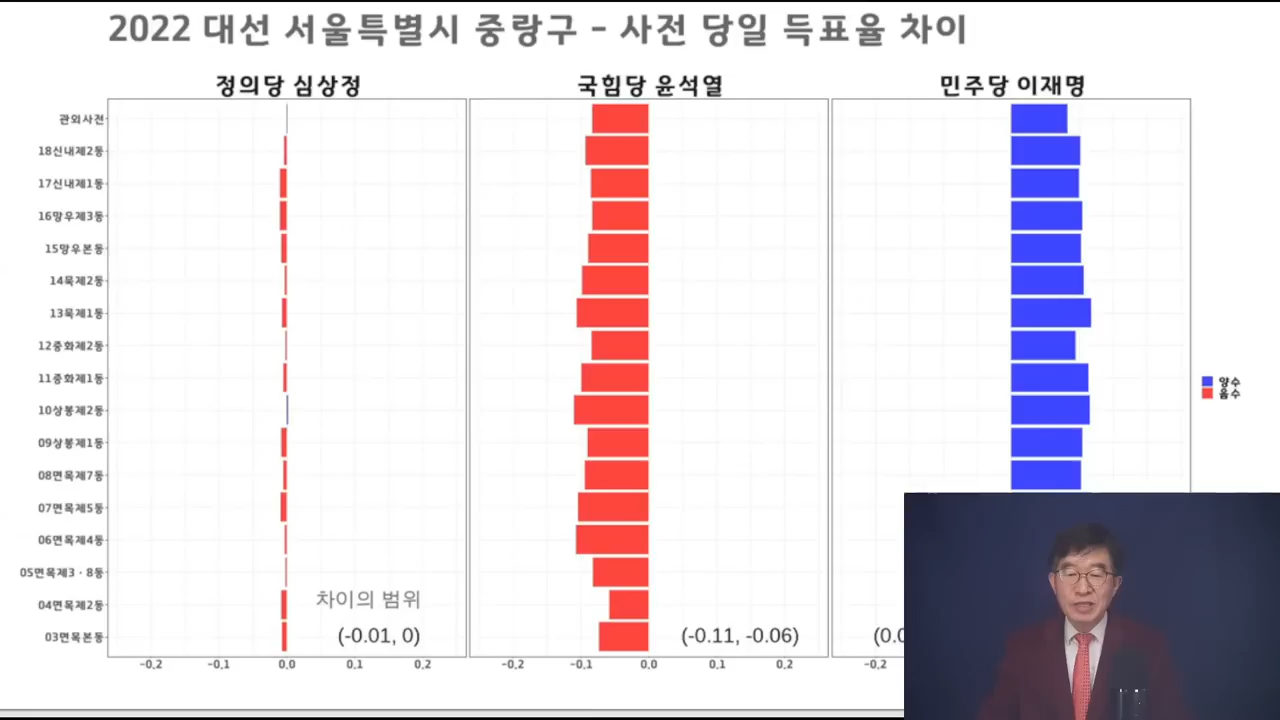 2022 대선 서울특별시 중랑구 - 사전 당일 득표율 차이
정의당 심상정
국힘당 윤석열
민주당 이재명
관외사전
18신내제2동
17신내제1동
16망우제3동
15망우본동
14묵제2동
13묵제1동
12중화제2동
11중화제1동
10상봉제2동
09상봉제1동
08면목제7동
07면목제5동
06면목제4동
05면목제3·8동
04면목제2동
03면목본동
양수
음수
차이의 범위
(-0.01, 0)
(-0.11, -0.06)
(0.0
-0.2 -0.1 0.0 0.1 0.2
-0.2 -0.1 0.0 0.1 0.2
-0.2